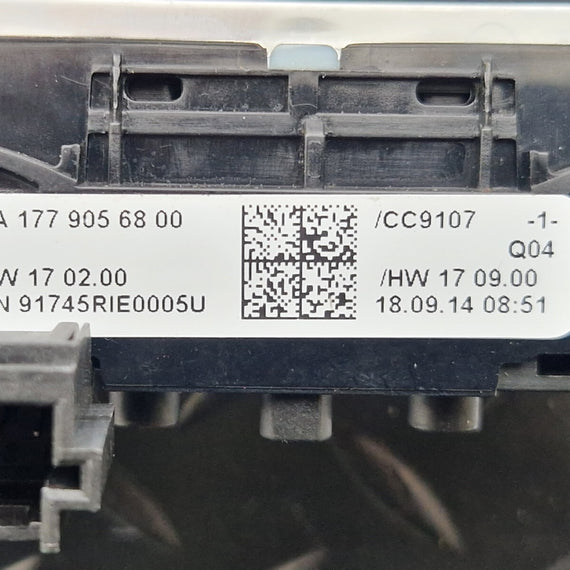 A 177 905 68 00 /CC9107 -1-
Q04
W 17 02.00 /HW 17 09.00
N 91745RIE0005U 18.09.14 08:51